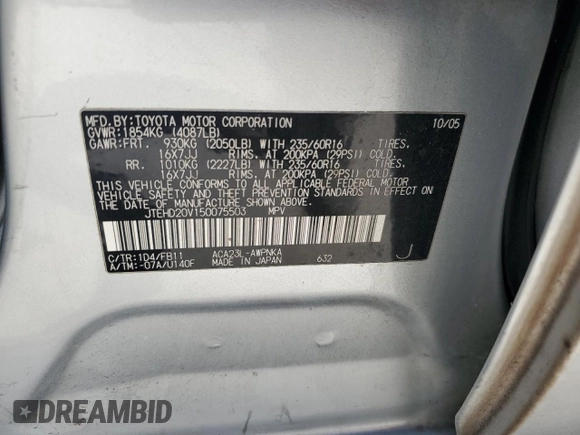 MFD.BY:TOYOTA MOTOR CORPORATION 10/05
GVWR:1854KG (4087LB)
GAWR:FRT. 930KG (2050LB) WITH 235/60R16 TIRES.
16X7JJ RIMS. AT 200KPA (29PSI) COLD.
RR. 1010KG (2227LB) WITH 235/60R16 TIRES.
16X7JJ RIMS. AT 200KPA (29PSI) COLD.
THIS VEHICLE CONFORMS TO ALL APPLICABLE FEDERAL MOTOR
VEHICLE SAFETY AND THEFT PREVENTION STANDARDS IN EFFECT
ON THE DATE OF MANUFACTURE SHOWN ABOVE.
JTEHD20V150075503 MPV
C/TR:1D4/FB11 ACA23L-AWPNKA J
A/TM:-07A/U140F MADE IN JAPAN 632
DREAMBID